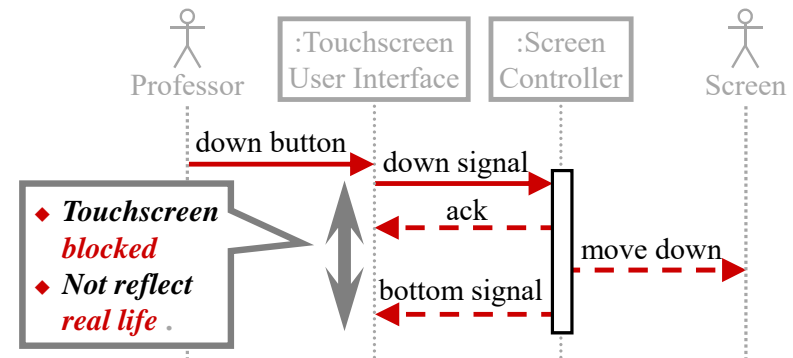 Professor
:Touchscreen
User Interface
:Screen
Controller
Screen
down button
down signal
ack
move down
bottom signal
◆ Touchscreen
blocked
◆ Not reflect
real life .